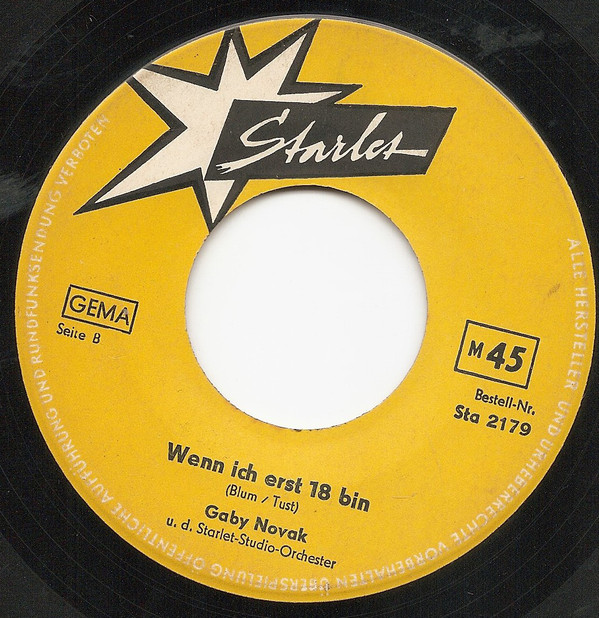 Starlet
GEMA
Seite B
M 45
Bestell-Nr.
Sta 2179
Wenn ich erst 18 bin
(Blum / Tust)
Gaby Novak
u. d. Starlet-Studio-Orchester
ALLE HERSTELLER UND URHEBERRECHTE VORBEHALTEN ÜBERSPIELUNG ÖFFENTLICHE AUFFÜHRUNG UND RUNDFUNKSENDUNG VERBOTEN